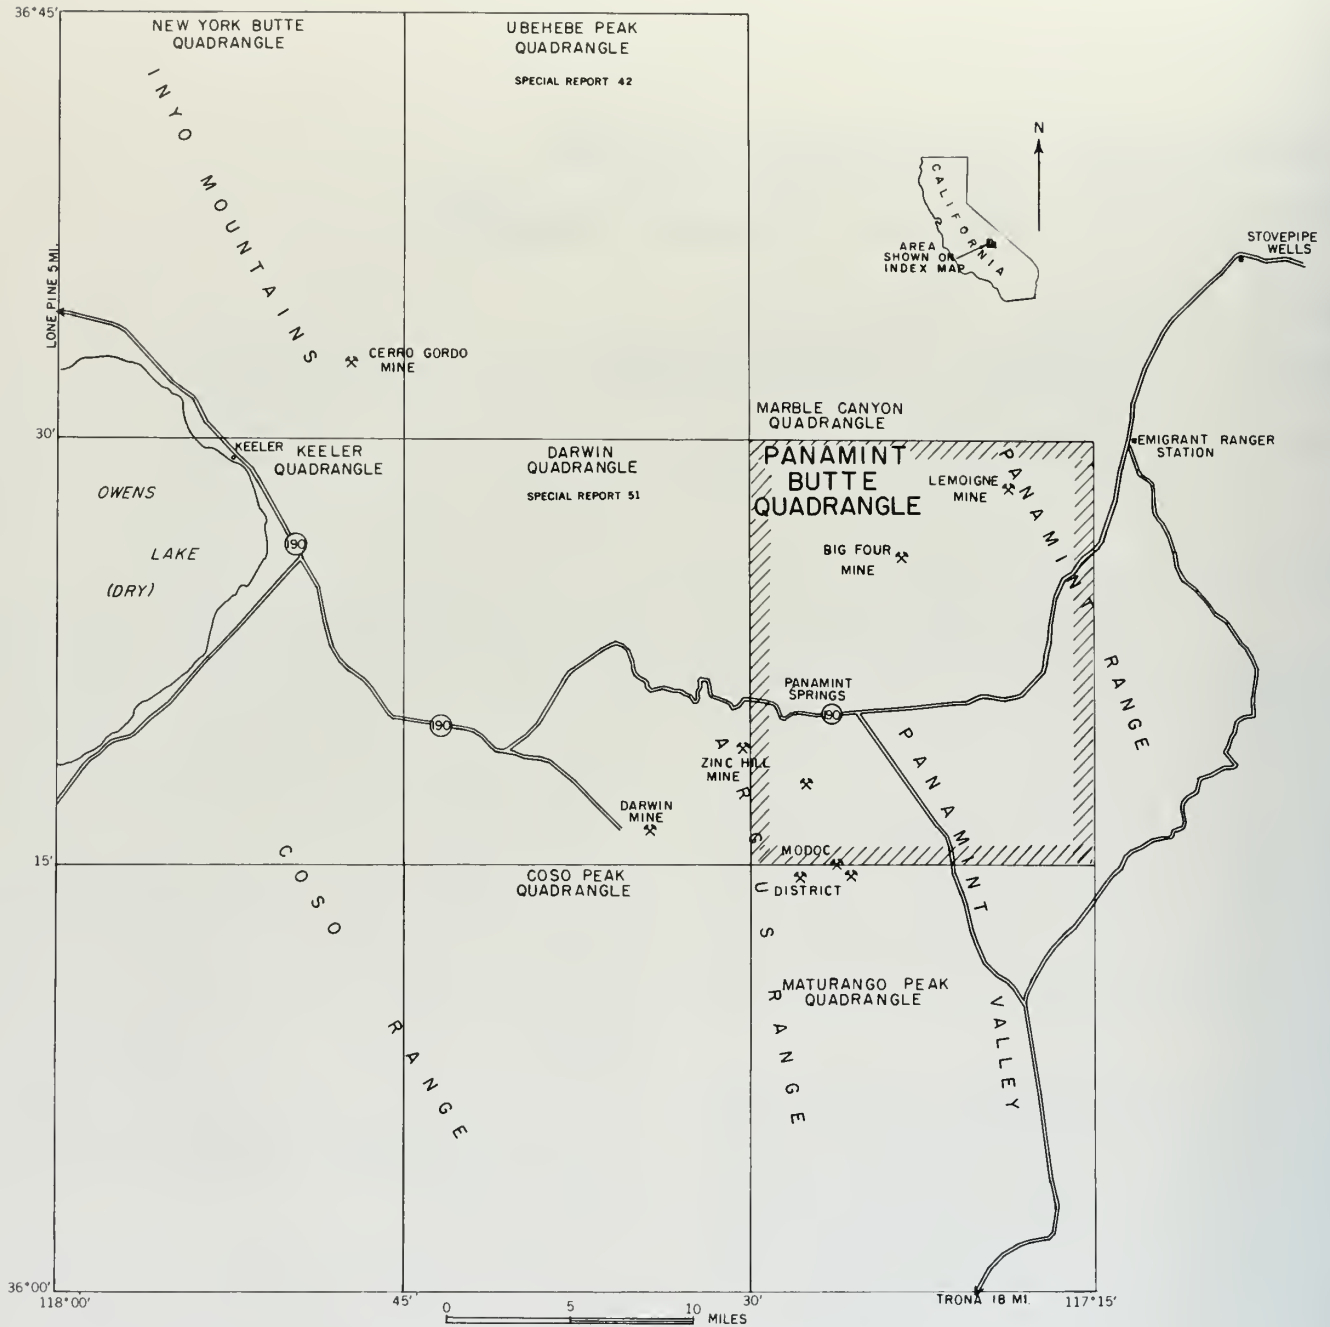 36°45'
NEW YORK BUTTE
QUADRANGLE
UBEHEBE PEAK
QUADRANGLE
SPECIAL REPORT 42
INYO MOUNTAINS
N
CALIFORNIA
AREA
SHOWN ON
INDEX MAP
STOVEPIPE
WELLS
LONE PINE 5 MI.
CERRO GORDO
MINE
MARBLE CANYON
QUADRANGLE
30'
KEELER
KEELER
QUADRANGLE
DARWIN
QUADRANGLE
SPECIAL REPORT 51
PANAMINT
BUTTE
QUADRANGLE
LEMOIGNE
MINE
EMIGRANT RANGER
STATION
PANAMINT RANGE
OWENS
LAKE
(DRY)
190
BIG FOUR
MINE
PANAMINT
SPRINGS
190
190
ZINC HILL
MINE
DARWIN
MINE
ARGUS RANGE
PANAMINT VALLEY
MODOC
DISTRICT
15'
COSO RANGE
COSO PEAK
QUADRANGLE
MATURANGO PEAK
QUADRANGLE
36°00'
118°00'
45'
30'
TRONA 18 MI.
117°15'
0 5 10
MILES